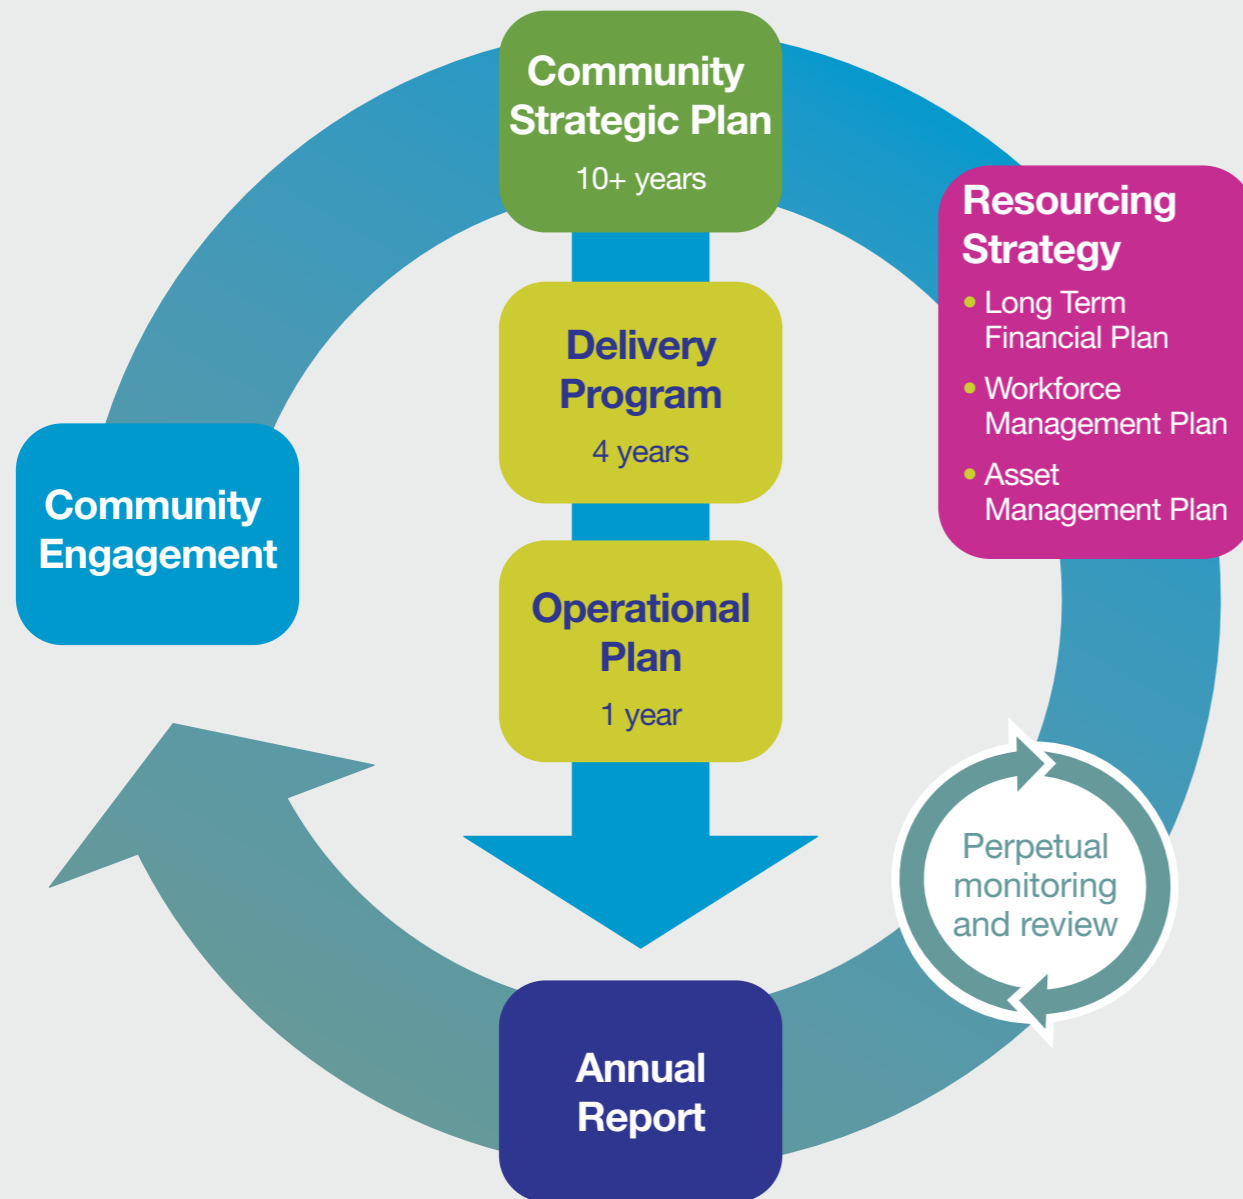 Community
Strategic Plan
10+ years
Resourcing
Strategy
• Long Term
Financial Plan
• Workforce
Management Plan
• Asset
Management Plan
Delivery
Program
4 years
Community
Engagement
Operational
Plan
1 year
Perpetual
monitoring
and review
Annual
Report